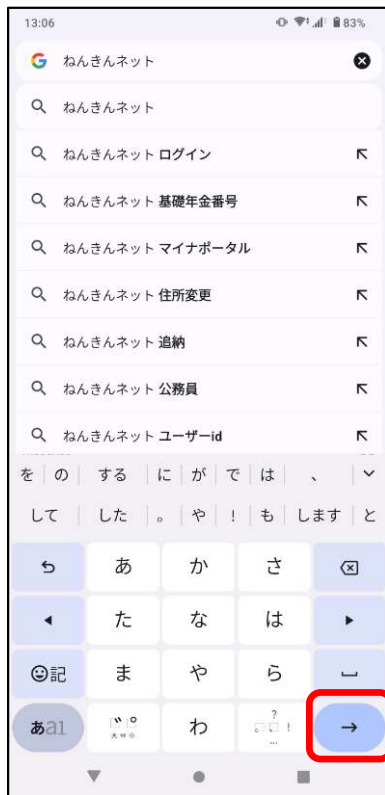 13:06 83%
ねんきんネット
ねんきんネット
ねんきんネット ログイン
ねんきんネット 基礎年金番号
ねんきんネット マイナポータル
ねんきんネット 住所変更
ねんきんネット 追納
ねんきんネット 公務員
ねんきんネット ユーザーid
を の する に が で は 、
して した 。 や ! も します と
あ か さ
た な は
記 ま や ら
あa1 大⇔小 わ ? ! …